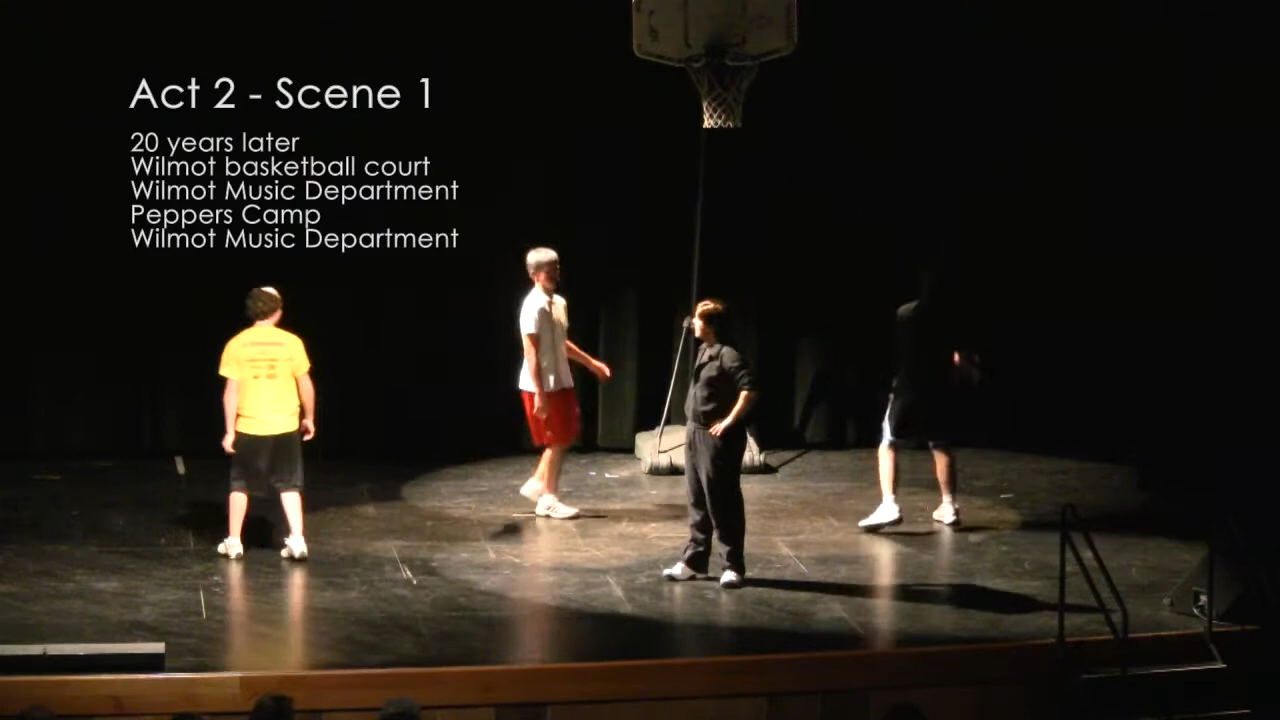 Act 2 - Scene 1
20 years later
Wilmot basketball court
Wilmot Music Department
Peppers Camp
Wilmot Music Department